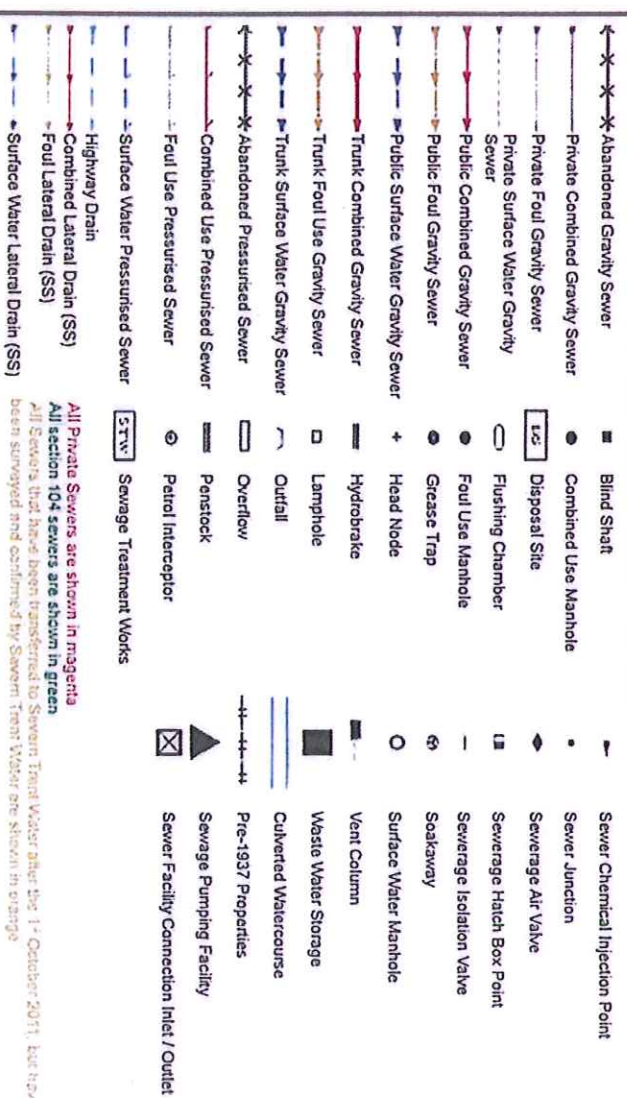 Abandoned Gravity Sewer
Private Combined Gravity Sewer
Private Foul Gravity Sewer
Private Surface Water Gravity
Sewer
Public Combined Gravity Sewer
Public Foul Gravity Sewer
Public Surface Water Gravity Sewer
Trunk Combined Gravity Sewer
Trunk Foul Use Gravity Sewer
Trunk Surface Water Gravity Sewer
Abandoned Pressurised Sewer
Combined Use Pressurised Sewer
Foul Use Pressurised Sewer
Surface Water Pressurised Sewer
Highway Drain
Combined Lateral Drain (SS)
Foul Lateral Drain (SS)
Surface Water Lateral Drain (SS)
Blind Shaft
Combined Use Manhole
Disposal Site
Flushing Chamber
Foul Use Manhole
Grease Trap
Head Node
Hydrobrake
Lamphole
Outfall
Overflow
Penstock
Petrol Interceptor
STW Sewage Treatment Works
Sewer Chemical Injection Point
Sewer Junction
Sewerage Air Valve
Sewerage Hatch Box Point
Sewerage Isolation Valve
Soakaway
Surface Water Manhole
Vent Column
Waste Water Storage
Culverted Watercourse
Pre-1937 Properties
Sewage Pumping Facility
Sewer Facility Connection Inlet / Outlet
All Private Sewers are shown in magenta
All section 104 sewers are shown in green
All Sewers that have been transferred to Severn Trent Water after the 1st October 2011, but
been surveyed and confirmed by Severn Trent Water are shown in orange